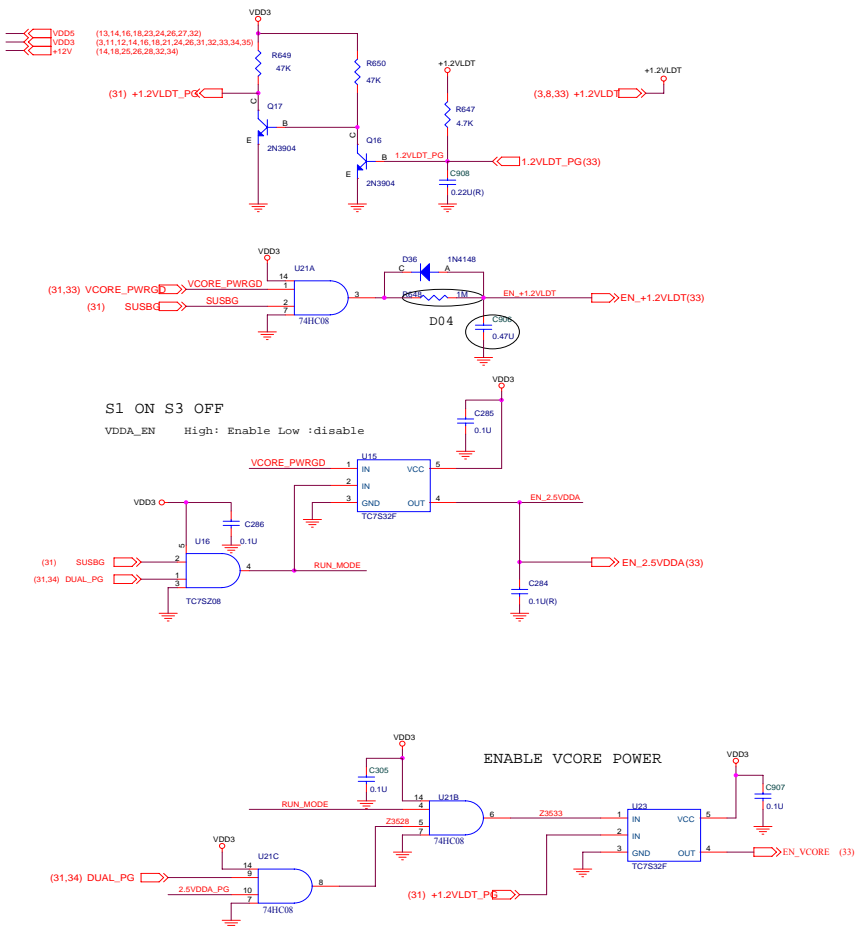 VDD5 (13,14,16,18,23,24,26,27,32)
VDD3 (3,11,12,14,16,18,21,24,26,31,32,33,34,35)
+12V (14,18,25,26,28,32,34)
VDD3
R649
47K
R650
47K
(31) +1.2VLDT_PG
C
Q17
B
E
2N3904
C
Q16
B
E
2N3904
+1.2VLDT
R647
4.7K
1.2VLDT_PG
1.2VLDT_PG(33)
C908
0.22U(R)
(3,8,33) +1.2VLDT
+1.2VLDT
VDD3
U21A
14
(31,33) VCORE_PWRGD
VCORE_PWRGD
1
3
(31) SUSBG
SUSBG
2
7
74HC08
D36
1N4148
C
A
R648
1M
D04
EN_+1.2VLDT
EN_+1.2VLDT(33)
C906
0.47U
S1 ON S3 OFF
VDDA_EN High: Enable Low :disable
VDD3
C285
0.1U
VCORE_PWRGD
U15
1
IN
VCC
5
2
IN
3
GND
OUT
4
TC7S32F
EN_2.5VDDA
EN_2.5VDDA(33)
C284
0.1U(R)
VDD3
C286
0.1U
U16
5
(31) SUSBG
2
(31,34) DUAL_PG
1
3
4
RUN_MODE
TC7SZ08
ENABLE VCORE POWER
VDD3
C305
0.1U
U21B
14
RUN_MODE
4
Z3528
5
7
6
74HC08
Z3533
VDD3
C907
0.1U
U23
1
IN
VCC
5
2
IN
3
GND
OUT
4
TC7S32F
EN_VCORE (33)
VDD3
U21C
14
(31,34) DUAL_PG
9
2.5VDDA_PG
10
7
8
74HC08
(31) +1.2VLDT_PG